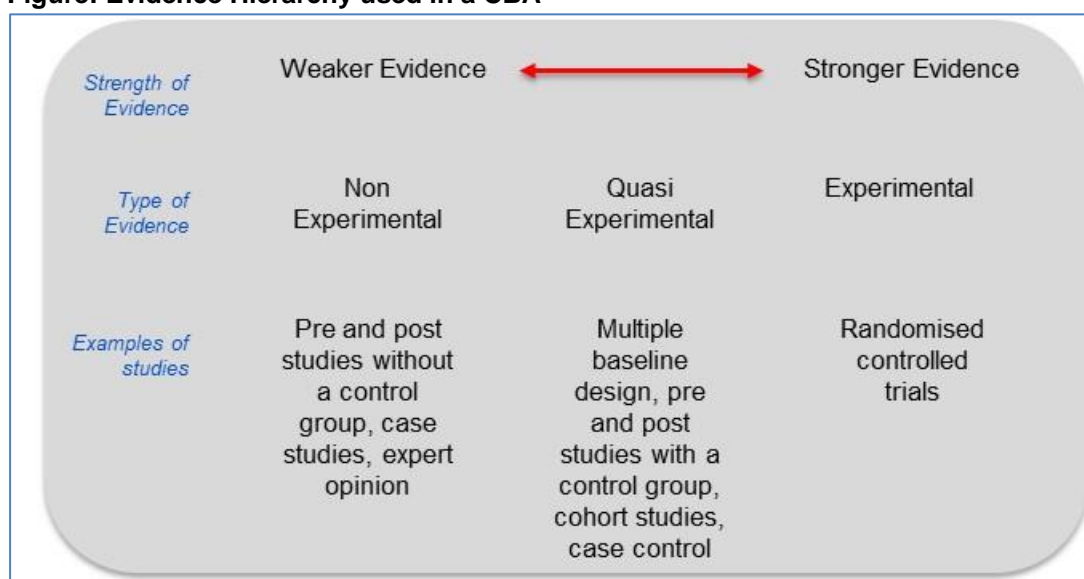 Strength of
Evidence
Weaker Evidence
Stronger Evidence
Type of
Evidence
Non
Experimental
Quasi
Experimental
Experimental
Examples of
studies
Pre and post
studies without
a control
group, case
studies, expert
opinion
Multiple
baseline
design, pre
and post
studies with a
control group,
cohort studies,
case control
Randomised
controlled
trials